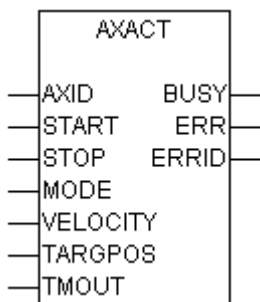 AXACT
AXID BUSY
START ERR
STOP ERRID
MODE
VELOCITY
TARGPOS
TMOUT